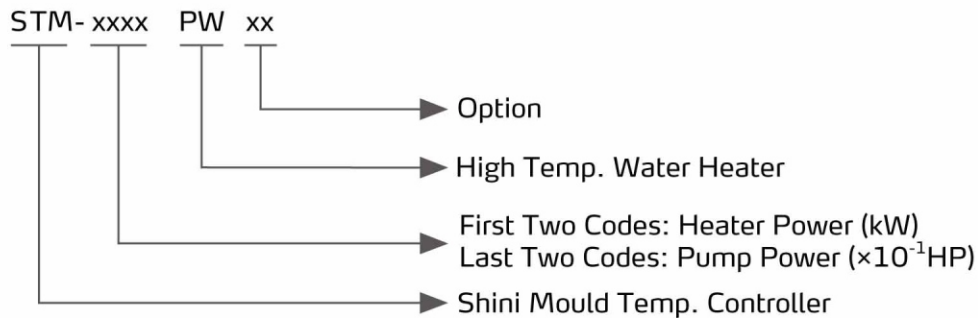 STM- xxxx PW xx
Option
High Temp. Water Heater
First Two Codes: Heater Power (kW)
Last Two Codes: Pump Power (×10⁻¹HP)
Shini Mould Temp. Controller